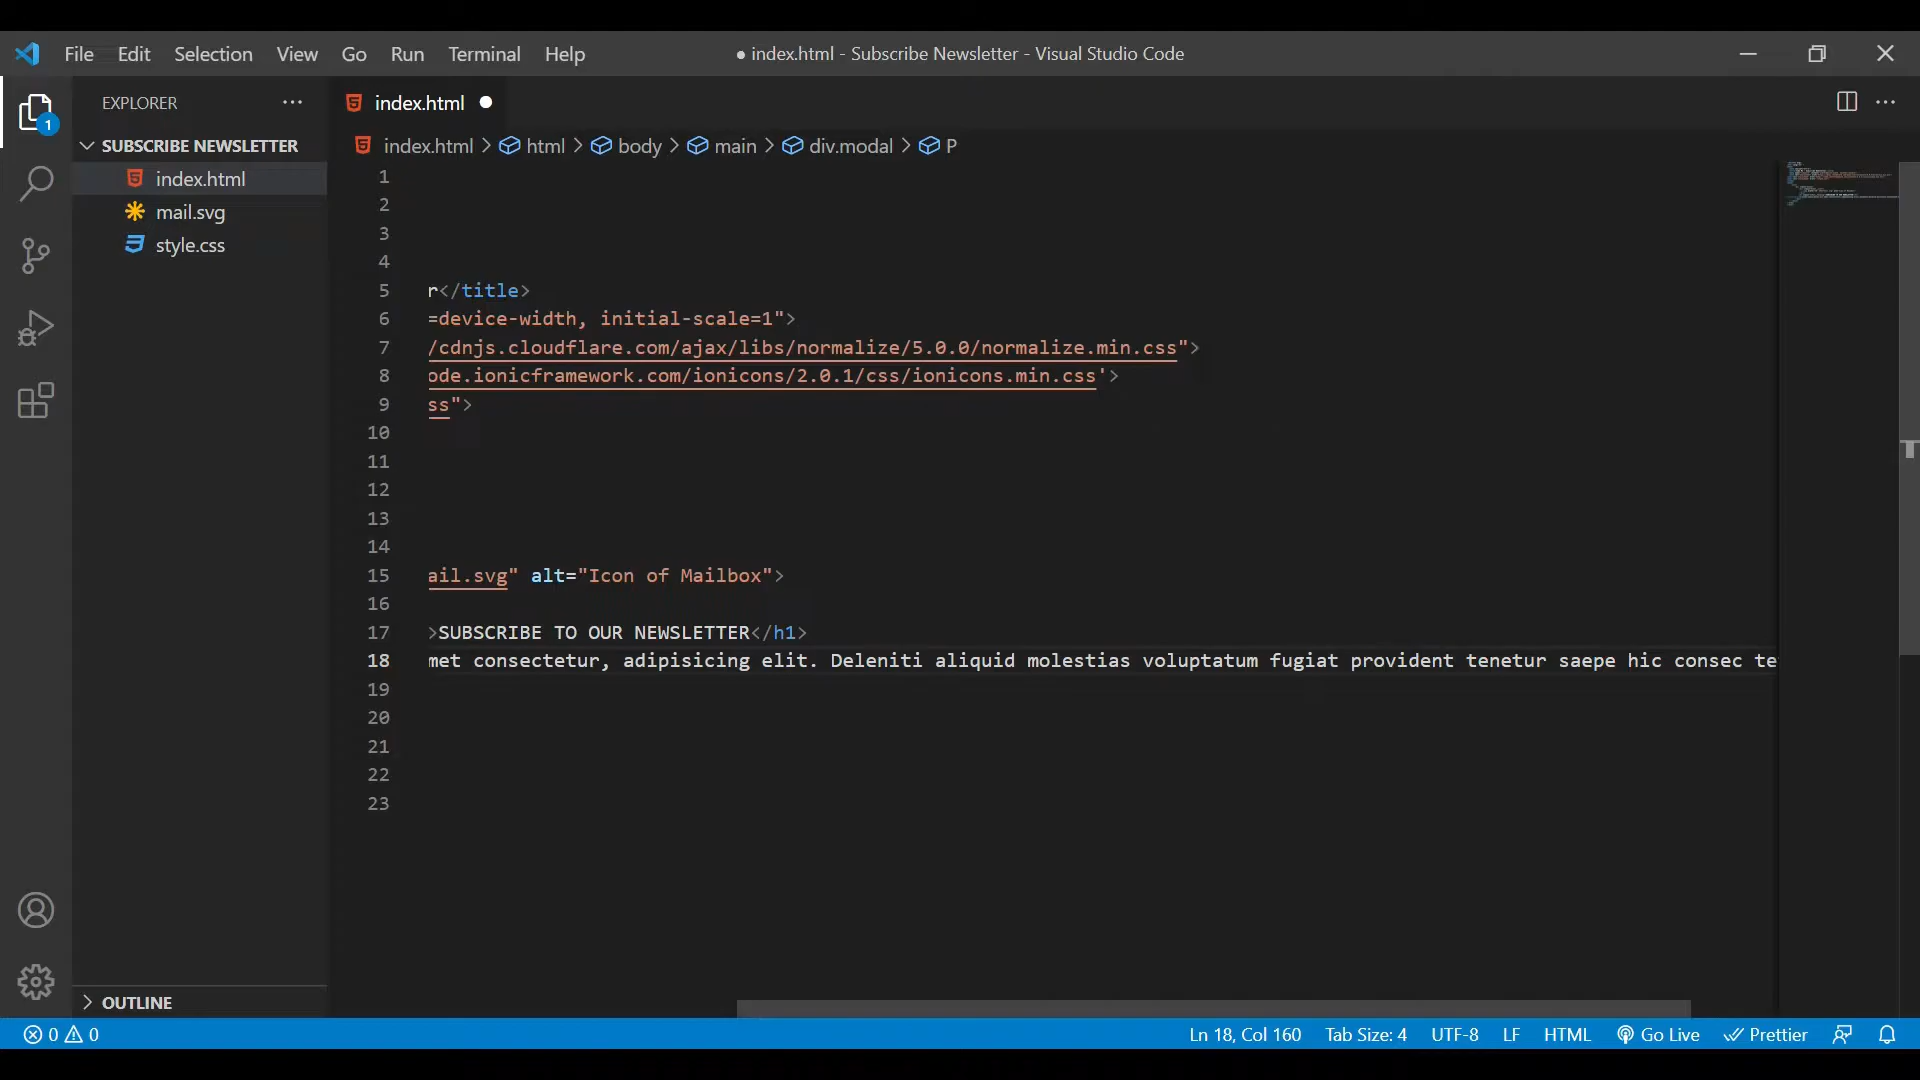 File Edit Selection View Go Run Terminal Help
● index.html - Subscribe Newsletter - Visual Studio Code
EXPLORER
index.html
1
SUBSCRIBE NEWSLETTER
index.html > html > body > main > div.modal > P
index.html
mail.svg
style.css
1
2
3
4
5 r</title>
6 =device-width, initial-scale=1">
7 /cdnjs.cloudflare.com/ajax/libs/normalize/5.0.0/normalize.min.css">
8 ode.ionicframework.com/ionicons/2.0.1/css/ionicons.min.css'>
9 ss">
10
11
12
13
14
15 ail.svg" alt="Icon of Mailbox">
16
17 >SUBSCRIBE TO OUR NEWSLETTER</h1>
18 met consectetur, adipisicing elit. Deleniti aliquid molestias voluptatum fugiat provident tenetur saepe hic consec te
19
20
21
22
23
OUTLINE
0 0
Ln 18, Col 160 Tab Size: 4 UTF-8 LF HTML Go Live Prettier